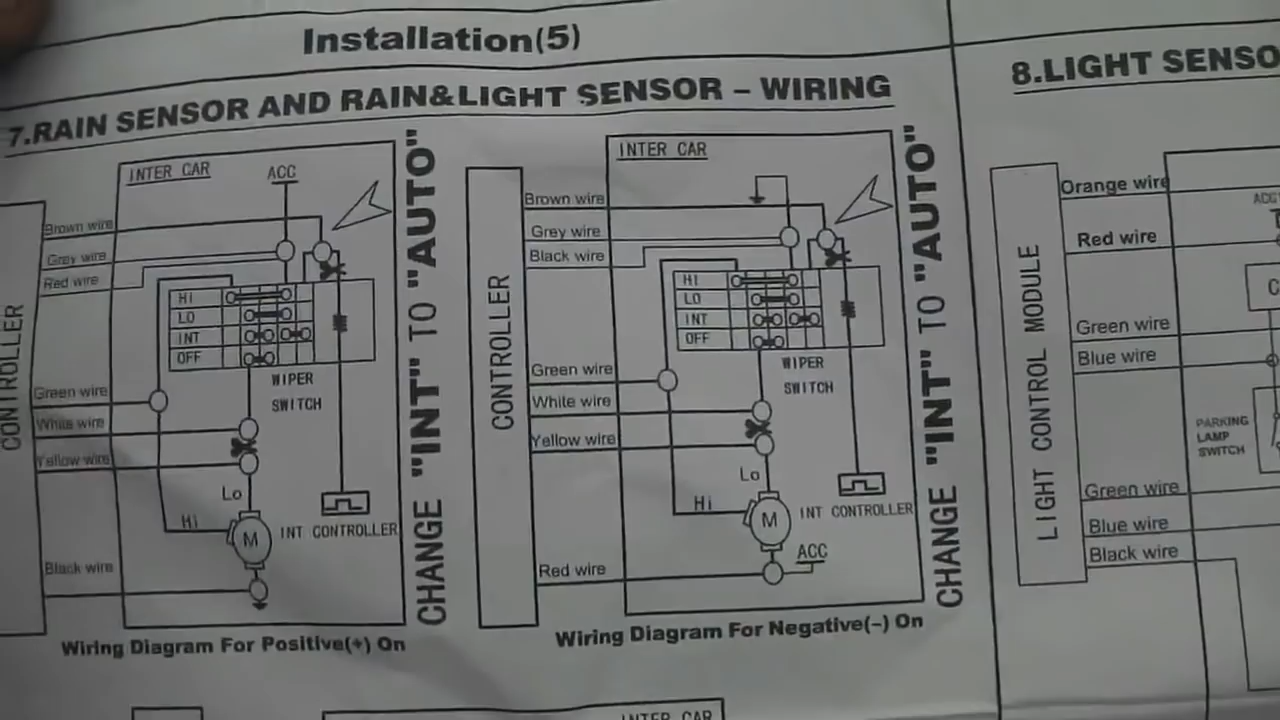 Installation(5)
7.RAIN SENSOR AND RAIN&LIGHT SENSOR – WIRING
INTER CAR
ACC
Brown wire
Grey wire
Red wire
CONTROLLER
HI
LO
INT
OFF
WIPER
SWITCH
Green wire
White wire
Yellow wire
Lo
Hi
M
INT CONTROLLER
Black wire
CHANGE "INT" TO "AUTO"
Wiring Diagram For Positive(+) On
INTER CAR
Brown wire
Grey wire
Black wire
CONTROLLER
HI
LO
INT
OFF
WIPER
SWITCH
Green wire
White wire
Yellow wire
Lo
Hi
M
INT CONTROLLER
ACC
Red wire
CHANGE "INT" TO "AUTO"
Wiring Diagram For Negative(–) On
8.LIGHT SENSO
Orange wire
ACC
Red wire
C
Green wire
Blue wire
LIGHT CONTROL MODULE
PARKING
LAMP
SWITCH
Green wire
Blue wire
Black wire
INTER CAR